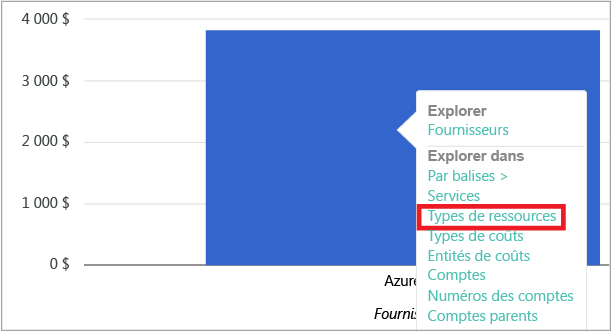 4 000 $
3 000 $
2 000 $
1 000 $
0 $
Explorer
Fournisseurs
Explorer dans
Par balises >
Services
Types de ressources
Types de coûts
Entités de coûts
Comptes
Numéros des comptes
Comptes parents
Azure